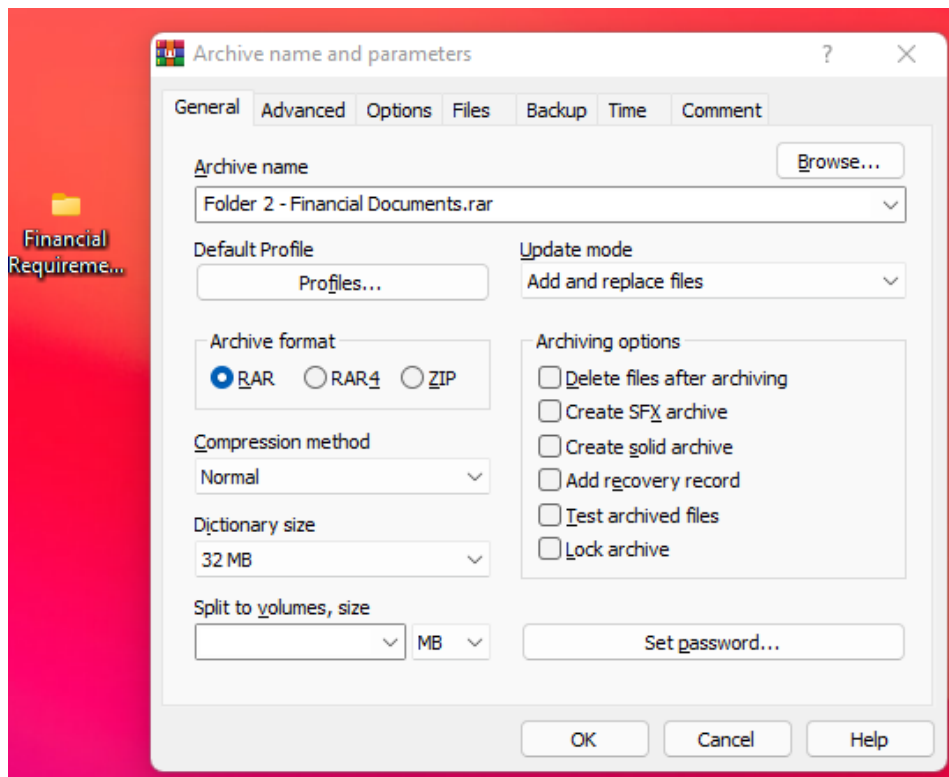 Archive name and parameters
?
General Advanced Options Files Backup Time Comment
Archive name
Browse...
Folder 2 - Financial Documents.rar
Financial
Requireme...
Default Profile
Profiles...
Update mode
Add and replace files
Archive format
RAR RAR4 ZIP
Compression method
Normal
Dictionary size
32 MB
Split to volumes, size
MB
Archiving options
Delete files after archiving
Create SFX archive
Create solid archive
Add recovery record
Test archived files
Lock archive
Set password...
OK Cancel Help